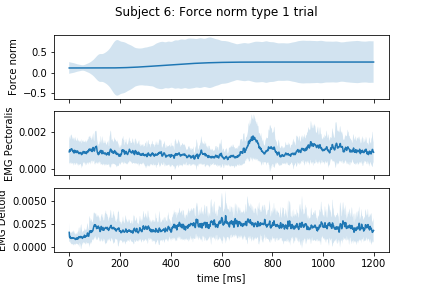 Subject 6: Force norm type 1 trial
Force norm
0.5
0.0
−0.5
EMG Pectoralis
0.002
0.000
EMG Deltoid
0.0050
0.0025
0.0000
0 200 400 600 800 1000 1200
time [ms]